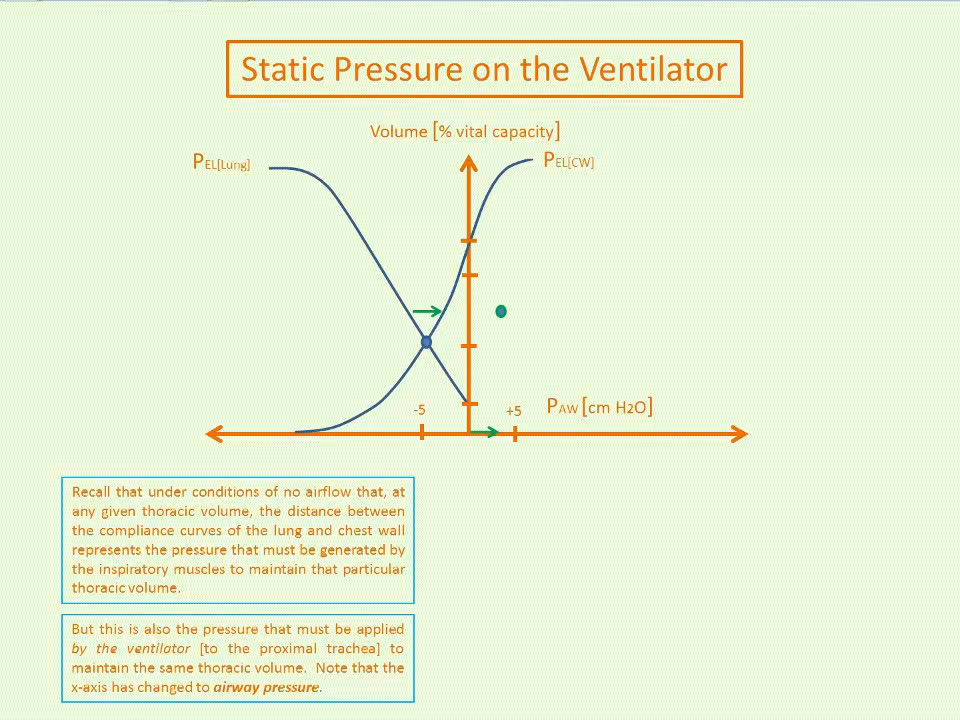 Static Pressure on the Ventilator
Volume [% vital capacity]
PEL[Lung]
PEL[CW]
-5
+5
PAW [cm H2O]
Recall that under conditions of no airflow that, at
any given thoracic volume, the distance between
the compliance curves of the lung and chest wall
represents the pressure that must be generated by
the inspiratory muscles to maintain that particular
thoracic volume.
But this is also the pressure that must be applied
by the ventilator [to the proximal trachea] to
maintain the same thoracic volume. Note that the
x-axis has changed to airway pressure.